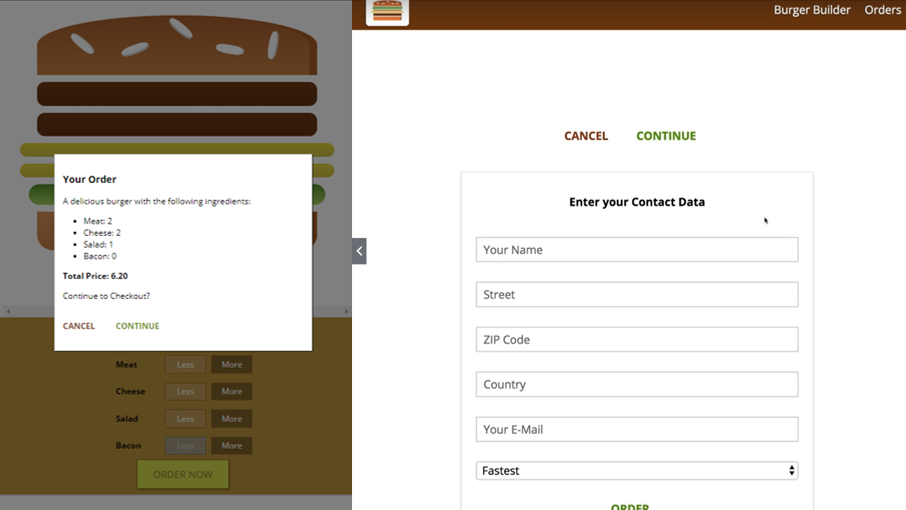 Your Order
A delicious burger with the following ingredients:
Meat: 2
Cheese: 2
Salad: 1
Bacon: 0
Total Price: 6.20
Continue to Checkout?
CANCEL CONTINUE
Meat Less More
Cheese Less More
Salad Less More
Bacon Less More
ORDER NOW
Burger Builder Orders
CANCEL CONTINUE
Enter your Contact Data
Your Name
Street
ZIP Code
Country
Your E-Mail
Fastest
ORDER